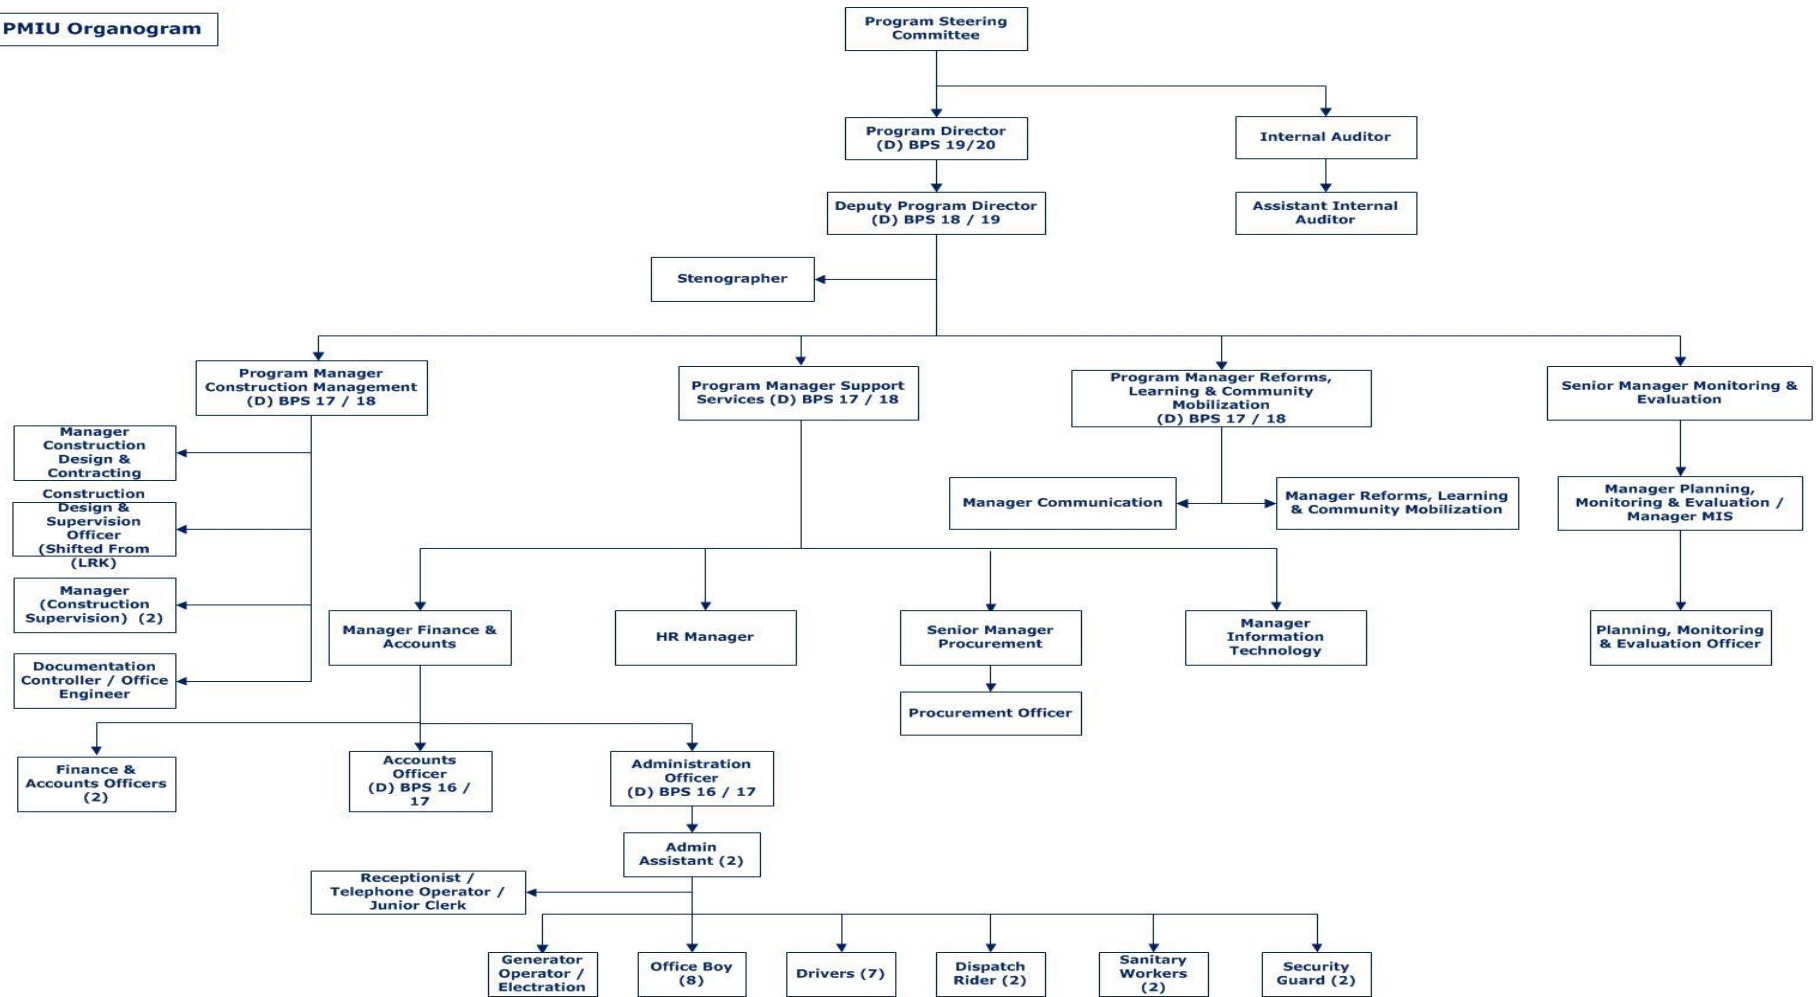 PMIU Organogram
Program Steering
Committee
Program Director
(D) BPS 19/20
Internal Auditor
Deputy Program Director
(D) BPS 18 / 19
Assistant Internal
Auditor
Stenographer
Program Manager
Construction Management
(D) BPS 17 / 18
Program Manager Support
Services (D) BPS 17 / 18
Program Manager Reforms,
Learning & Community
Mobilization
(D) BPS 17 / 18
Senior Manager Monitoring &
Evaluation
Manager
Construction
Design &
Contracting
Construction
Design &
Supervision
Officer
(Shifted From
(LRK)
Manager
(Construction
Supervision) (2)
Documentation
Controller / Office
Engineer
Manager Communication
Manager Reforms, Learning
& Community Mobilization
Manager Planning,
Monitoring & Evaluation /
Manager MIS
Manager Finance &
Accounts
HR Manager
Senior Manager
Procurement
Manager
Information
Technology
Planning, Monitoring
& Evaluation Officer
Procurement Officer
Finance &
Accounts Officers
(2)
Accounts
Officer
(D) BPS 16 /
17
Administration
Officer
(D) BPS 16 / 17
Admin
Assistant (2)
Receptionist /
Telephone Operator /
Junior Clerk
Generator
Operator /
Electration
Office Boy
(8)
Drivers (7)
Dispatch
Rider (2)
Sanitary
Workers
(2)
Security
Guard (2)